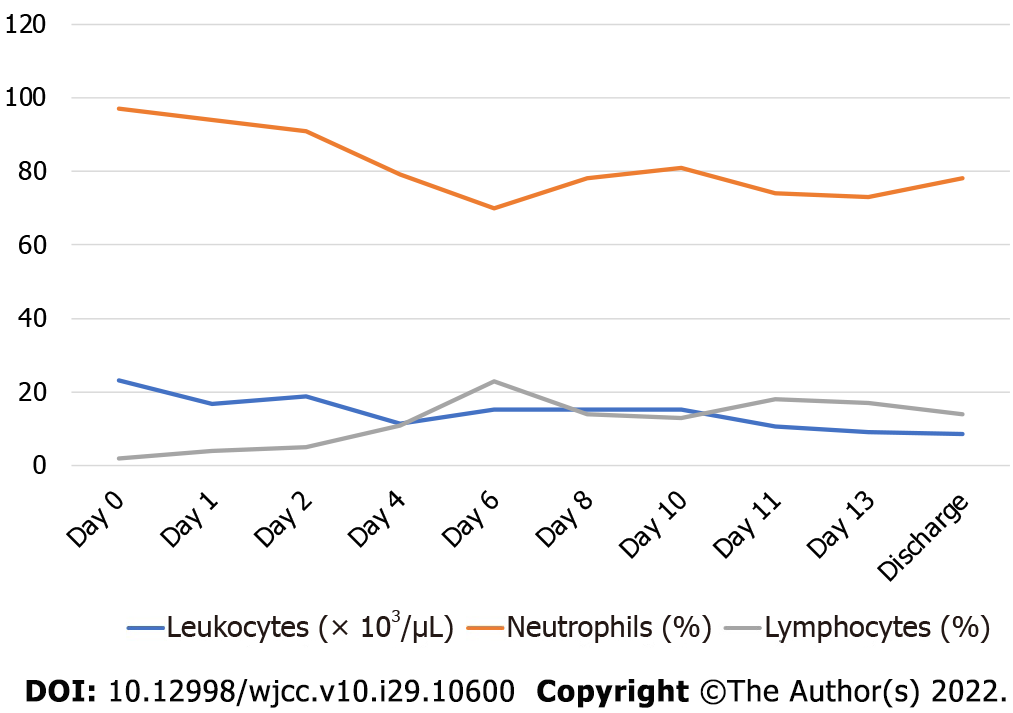 120
100
80
60
40
20
0
Day 0
Day 1
Day 2
Day 4
Day 6
Day 8
Day 10
Day 11
Day 13
Discharge
Leukocytes (× 10³/µL) Neutrophils (%) Lymphocytes (%)
DOI: 10.12998/wjcc.v10.i29.10600 Copyright ©The Author(s) 2022.